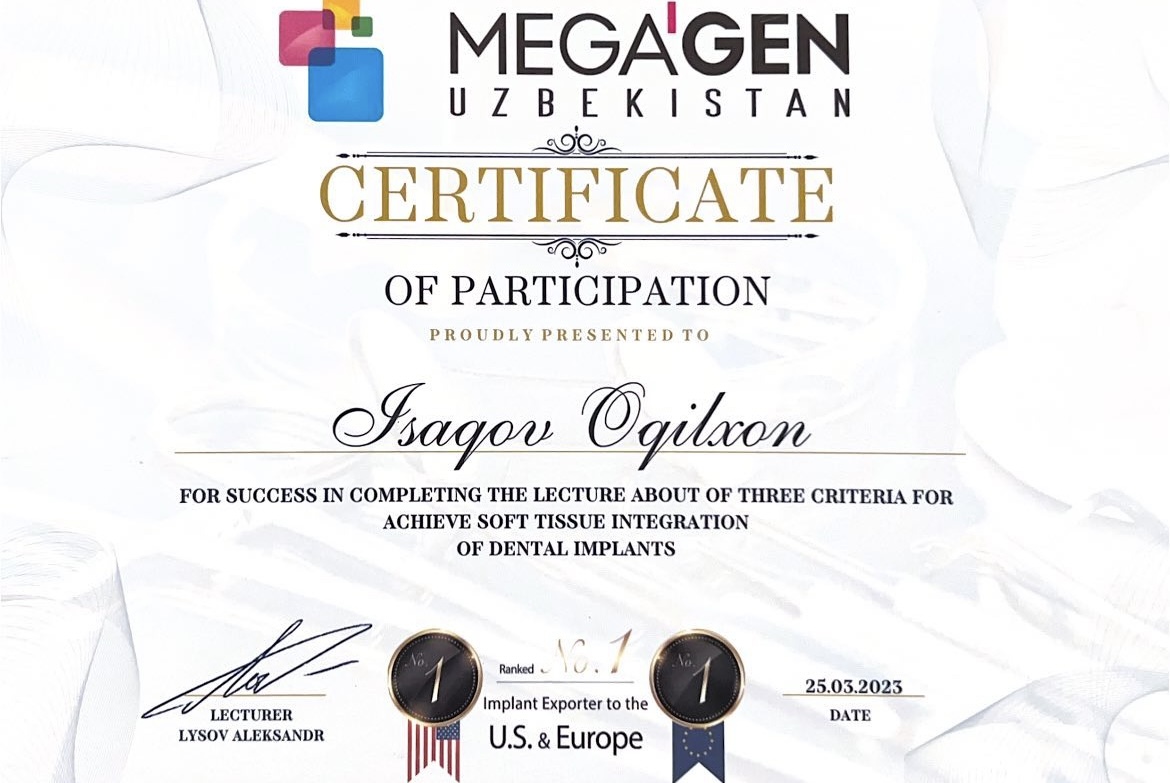 MEGA'GEN
UZBEKISTAN
CERTIFICATE
OF PARTICIPATION
PROUDLY PRESENTED TO
Isaqov Oqilxon
FOR SUCCESS IN COMPLETING THE LECTURE ABOUT OF THREE CRITERIA FOR
ACHIEVE SOFT TISSUE INTEGRATION
OF DENTAL IMPLANTS
No. 1
Ranked No. 1
No. 1
Implant Exporter to the
U.S. & Europe
LECTURER
LYSOV ALEKSANDR
25.03.2023
DATE